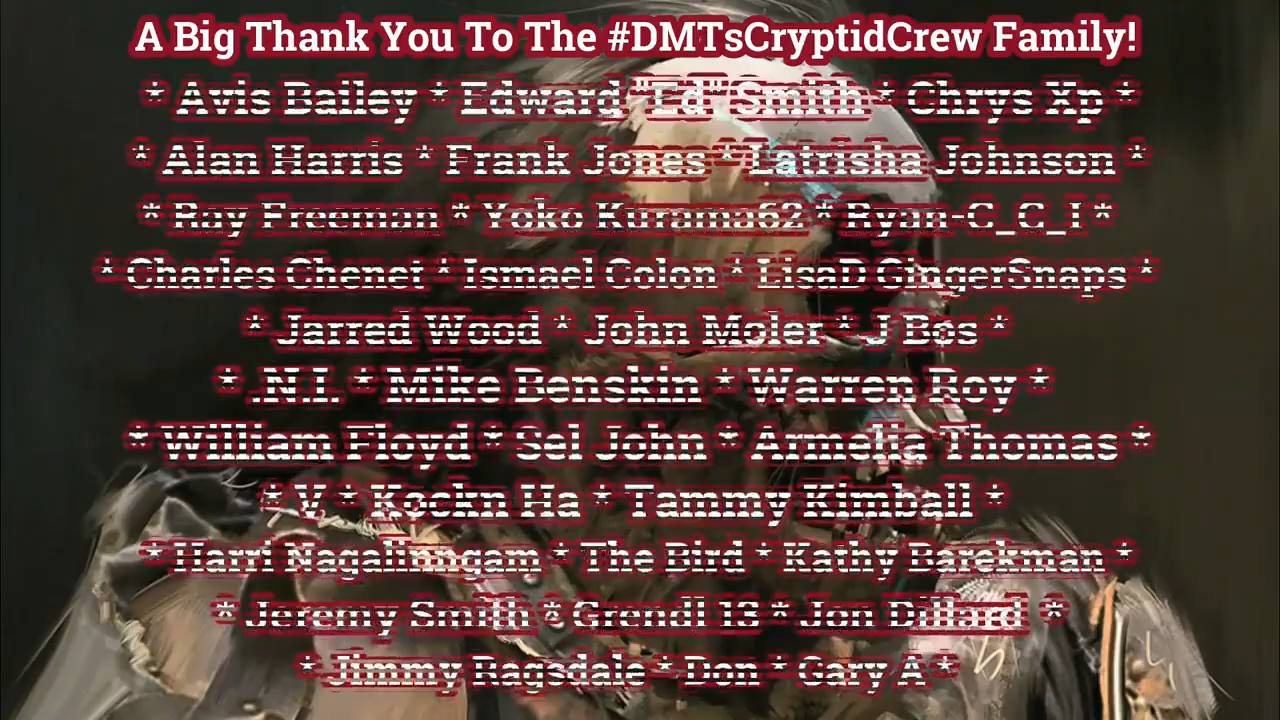 A Big Thank You To The #DMTsCryptidCrew Family!
* Avis Bailey * Edward "Ed" Smith * Chrys Xp *
* Alan Harris * Frank Jones * Latrisha Johnson *
* Ray Freeman * Yoko Kurama62 * Ryan-C_C_I *
* Charles Chenet * Ismael Colon * LisaD GingerSnaps *
* Jarred Wood * John Moler * J Bos *
* .N.I. * Mike Benskin * Warren Roy *
* William Floyd * Sel John * Armelia Thomas *
* V * Kockn Ha * Tammy Kimball *
* Harri Nagalinngam * The Bird * Kathy Barekman *
* Jeremy Smith * Grendl 13 * Jon Dillard *
* Jimmy Ragsdale * Don * Gary A *